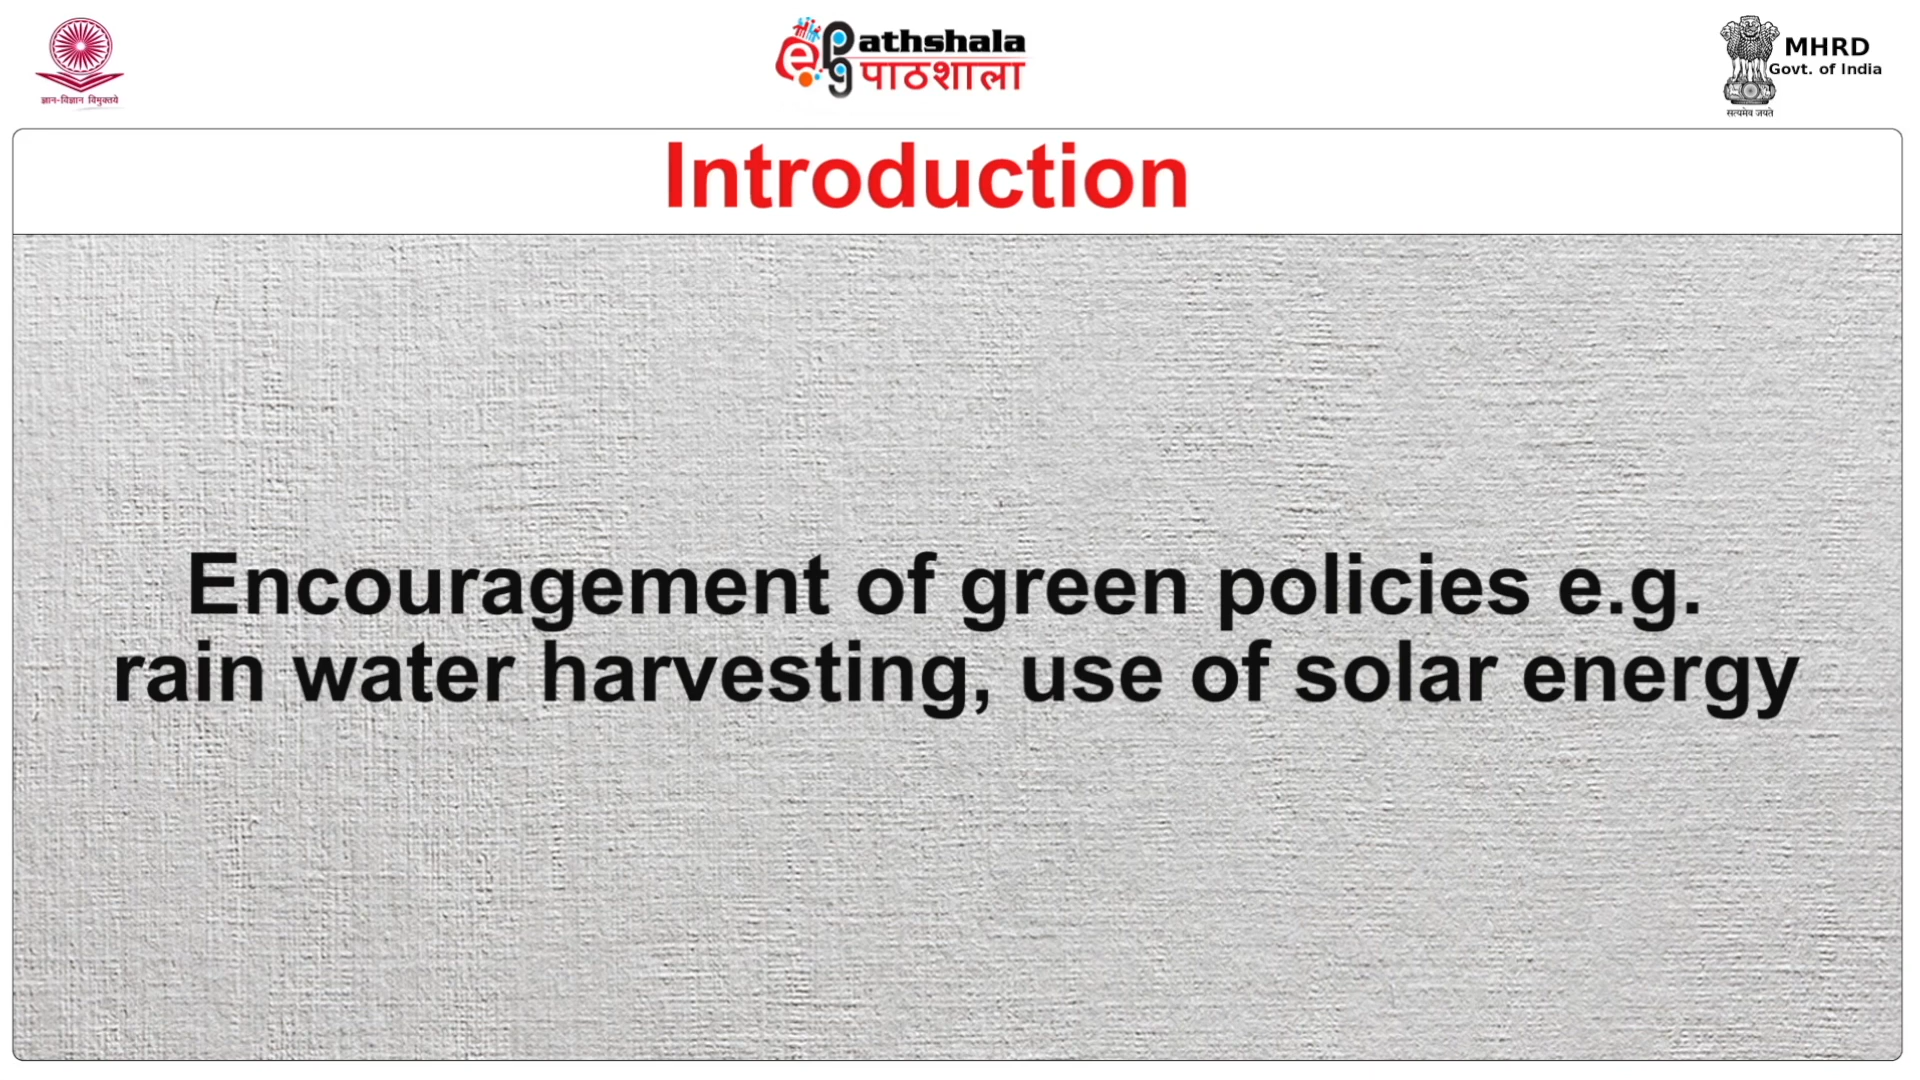 ज्ञान-विज्ञान विमुक्तये
ePathshala
पाठशाला
MHRD
Govt. of India
सत्यमेव जयते
Introduction
Encouragement of green policies e.g.
rain water harvesting, use of solar energy